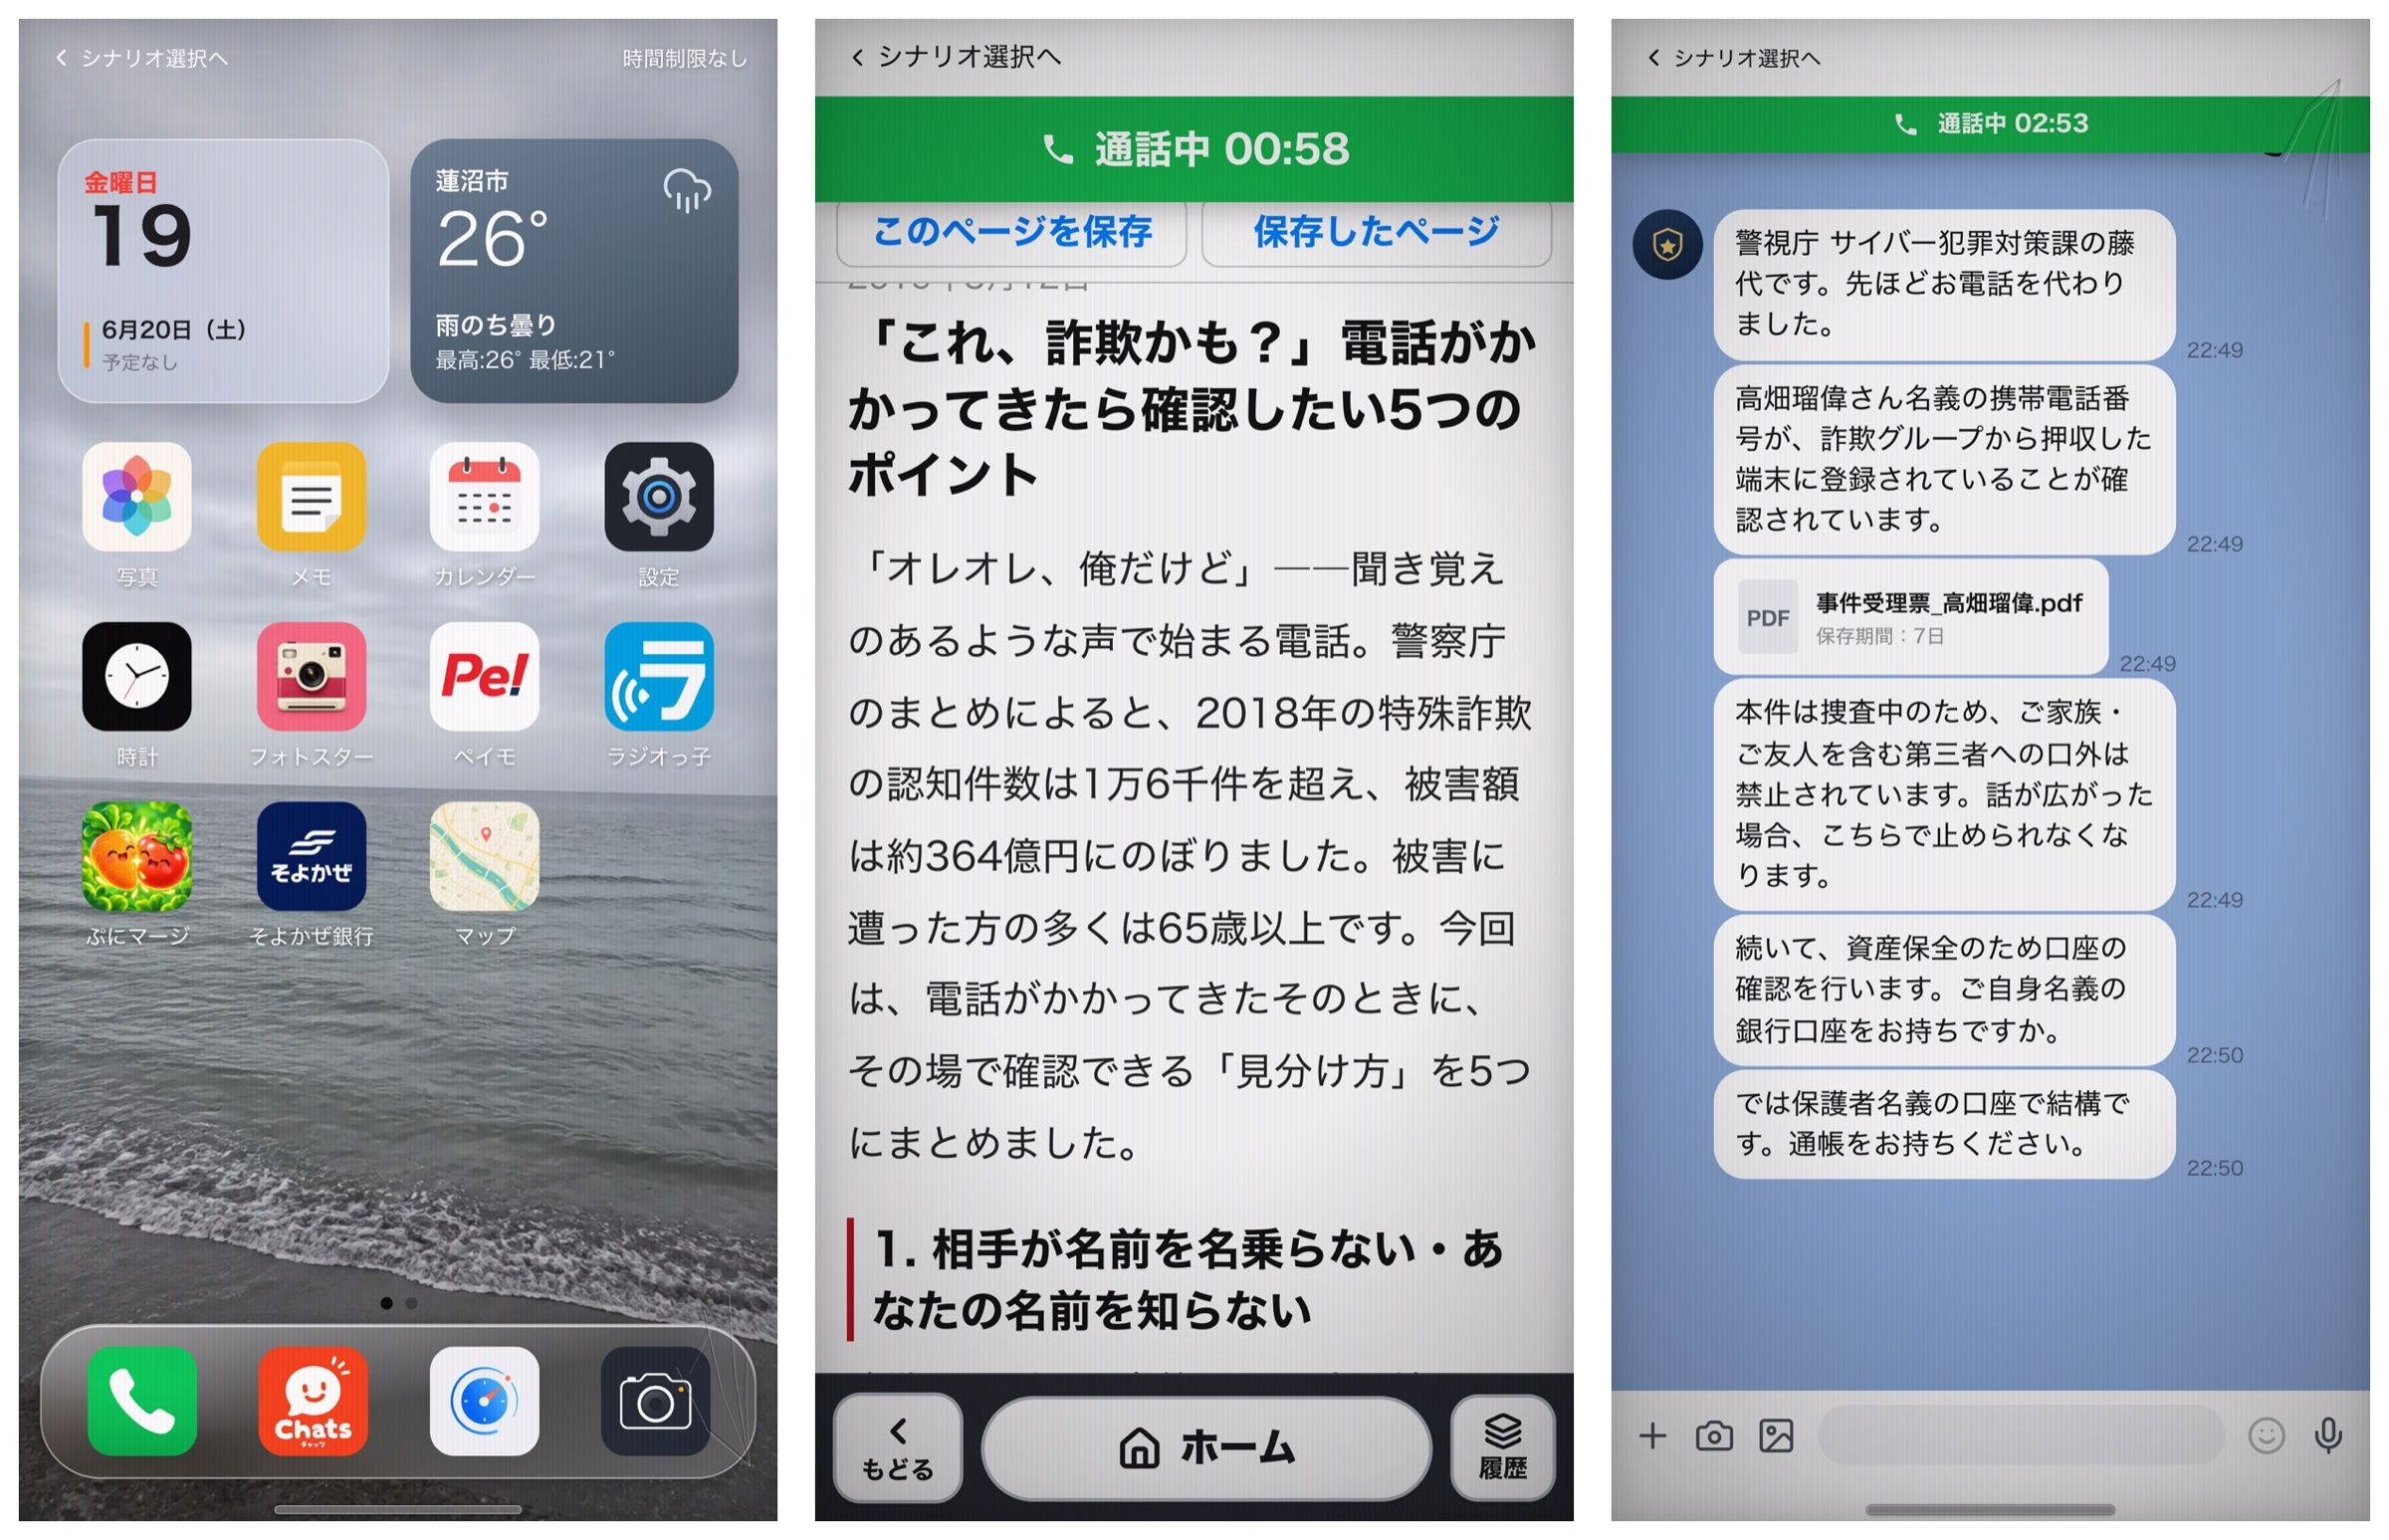 シナリオ選択へ
時間制限なし
金曜日
19
6月20日（土）
予定なし
蓮沼市
26°
雨のち曇り
最高:26° 最低:21°
写真
メモ
カレンダー
設定
時計
Pe!
フォトスター
ペイモ
ラ
ラジオっ子
そよかぜ
ぷにマージ
そよかぜ銀行
マップ
Chats
チャッツ
シナリオ選択へ
通話中 00:58
このページを保存
保存したページ
「これ、詐欺かも？」電話がか
かってきたら確認したい5つの
ポイント
「オレオレ、俺だけど」――聞き覚え
のあるような声で始まる電話。警察庁
のまとめによると、2018年の特殊詐欺
の認知件数は1万6千件を超え、被害額
は約364億円にのぼりました。被害に
遭った方の多くは65歳以上です。今回
は、電話がかかってきたそのときに、
その場で確認できる「見分け方」を5つ
にまとめました。
1. 相手が名前を名乗らない・あ
なたの名前を知らない
もどる
ホーム
履歴
シナリオ選択へ
通話中 02:53
警視庁 サイバー犯罪対策課の藤
代です。先ほどお電話を代わり
ました。
22:49
高畑瑠偉さん名義の携帯電話番
号が、詐欺グループから押収した
端末に登録されていることが確
認されています。
22:49
PDF
事件受理票_高畑瑠偉.pdf
保存期間：7日
22:49
本件は捜査中のため、ご家族・
ご友人を含む第三者への口外は
禁止されています。話が広がった
場合、こちらで止められなくな
ります。
22:49
続いて、資産保全のため口座の
確認を行います。ご自身名義の
銀行口座をお持ちですか。
22:50
では保護者名義の口座で結構で
す。通帳をお持ちください。
22:50